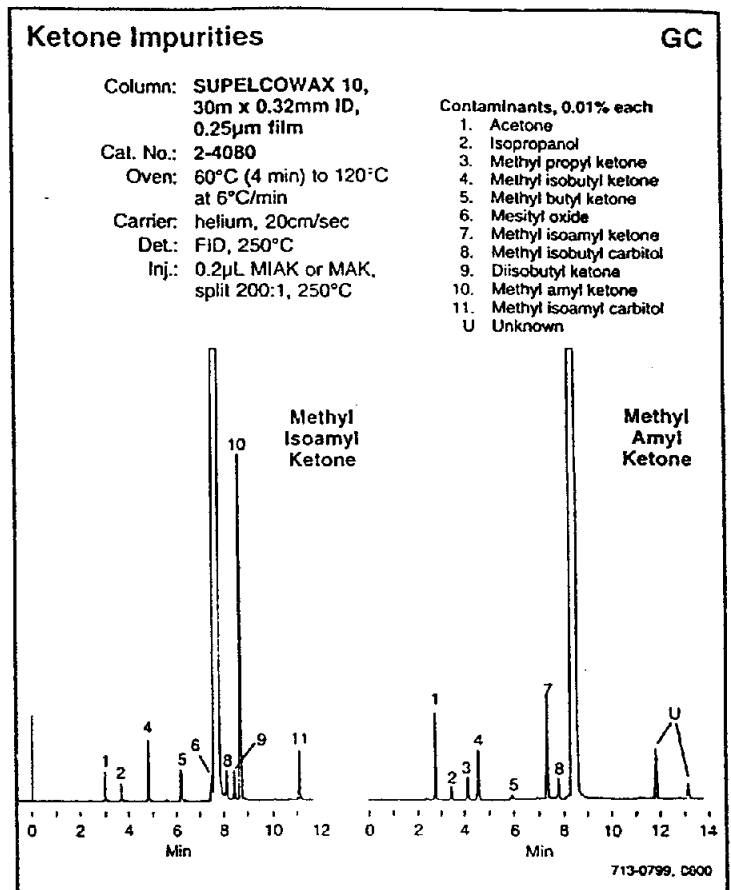 Ketone Impurities GC
Column: SUPELCOWAX 10,
30m x 0.32mm ID,
0.25µm film
Cat. No.: 2-4080
Oven: 60°C (4 min) to 120°C
at 6°C/min
Carrier: helium, 20cm/sec
Det.: FID, 250°C
Inj.: 0.2µL MIAK or MAK,
split 200:1, 250°C
Contaminants, 0.01% each
1. Acetone
2. Isopropanol
3. Methyl propyl ketone
4. Methyl isobutyl ketone
5. Methyl butyl ketone
6. Mesityl oxide
7. Methyl isoamyl ketone
8. Methyl isobutyl carbitol
9. Diisobutyl ketone
10. Methyl amyl ketone
11. Methyl isoamyl carbitol
U Unknown
Methyl
Isoamyl
Ketone
10
1
2
4
5
6
8
9
11
0 2 4 6 8 10 12
Min
Methyl
Amyl
Ketone
1
2
3
4
5
7
8
U
0 2 4 6 8 10 12 14
Min
713-0799,